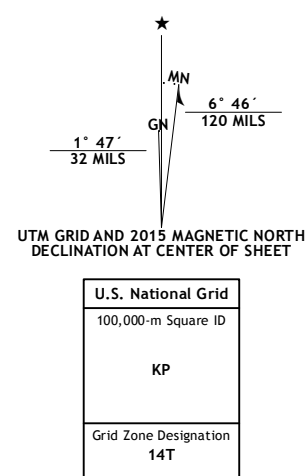 ★
MN
GN
6° 46´
120 MILS
1° 47´
32 MILS
UTM GRID AND 2015 MAGNETIC NORTH
DECLINATION AT CENTER OF SHEET
U.S. National Grid
100,000-m Square ID
KP
Grid Zone Designation
14T